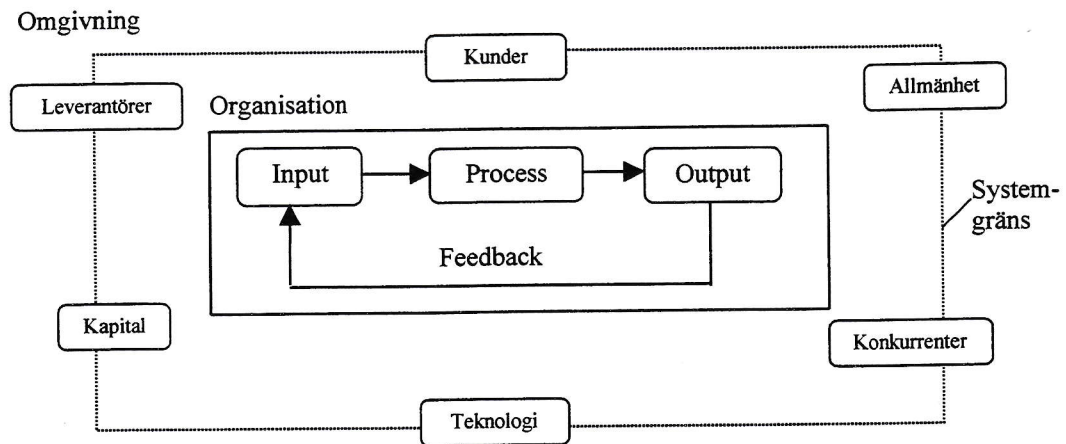 Omgivning
Kunder
Leverantörer
Allmänhet
Organisation
Input
Process
Output
System-
gräns
Feedback
Kapital
Konkurrenter
Teknologi